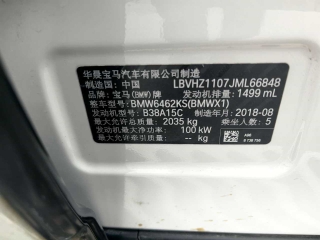 华晨宝马汽车有限公司制造
制造国：中国 LBVHZ1107JML66848
品牌：宝马(BMW)牌 发动机排量：1499 mL
整车型号：BMW6462KS(BMWX1)
发动机型号：B38A15C 制造年月：2018-08
最大允许总质量：2035 kg 乘坐人数：5
发动机最大净功率：100 kW
最大允许牵引质量：-- kg